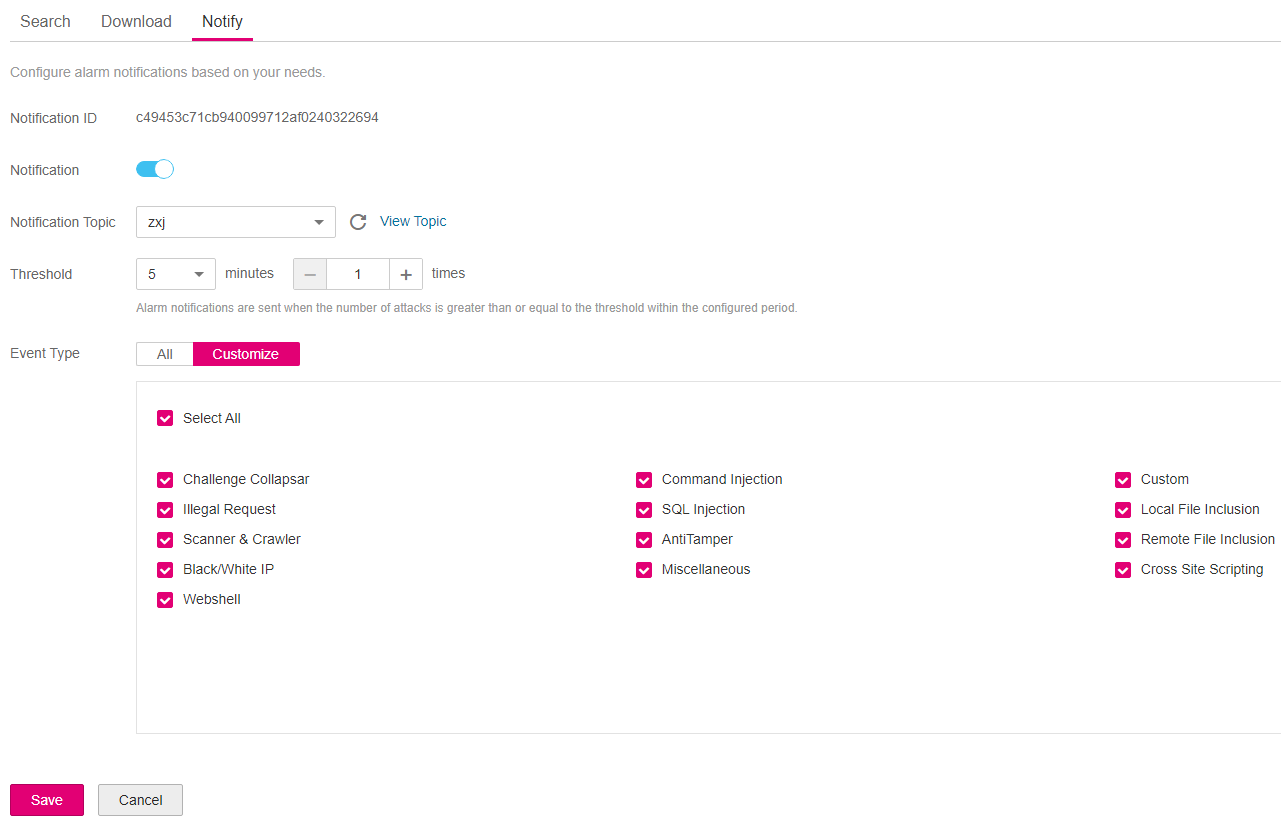 Search Download Notify
Configure alarm notifications based on your needs.
Notification ID c49453c71cb940099712af0240322694
Notification
Notification Topic zxj View Topic
Threshold 5 minutes 1 times
Alarm notifications are sent when the number of attacks is greater than or equal to the threshold within the configured period.
Event Type All Customize
Select All
Challenge Collapsar Command Injection Custom
Illegal Request SQL Injection Local File Inclusion
Scanner & Crawler AntiTamper Remote File Inclusion
Black/White IP Miscellaneous Cross Site Scripting
Webshell
Save Cancel